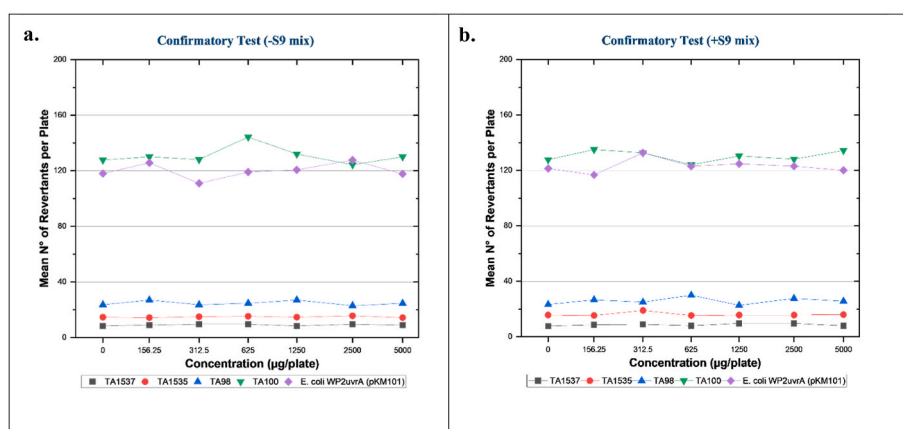 a.
Confirmatory Test (-S9 mix)
Mean N° of Revertants per Plate
200
160
120
80
40
0
0 156.25 312.5 625 1250 2500 5000
Concentration (µg/plate)
TA1537 TA1535 TA98 TA100 E. coli WP2uvrA (pKM101)
b.
Confirmatory Test (+S9 mix)
Mean N° of Revertants per Plate
200
160
120
80
40
0
0 156.25 312.5 625 1250 2500 5000
Concentration (µg/plate)
TA1537 TA1535 TA98 TA100 E. coli WP2uvrA (pKM101)